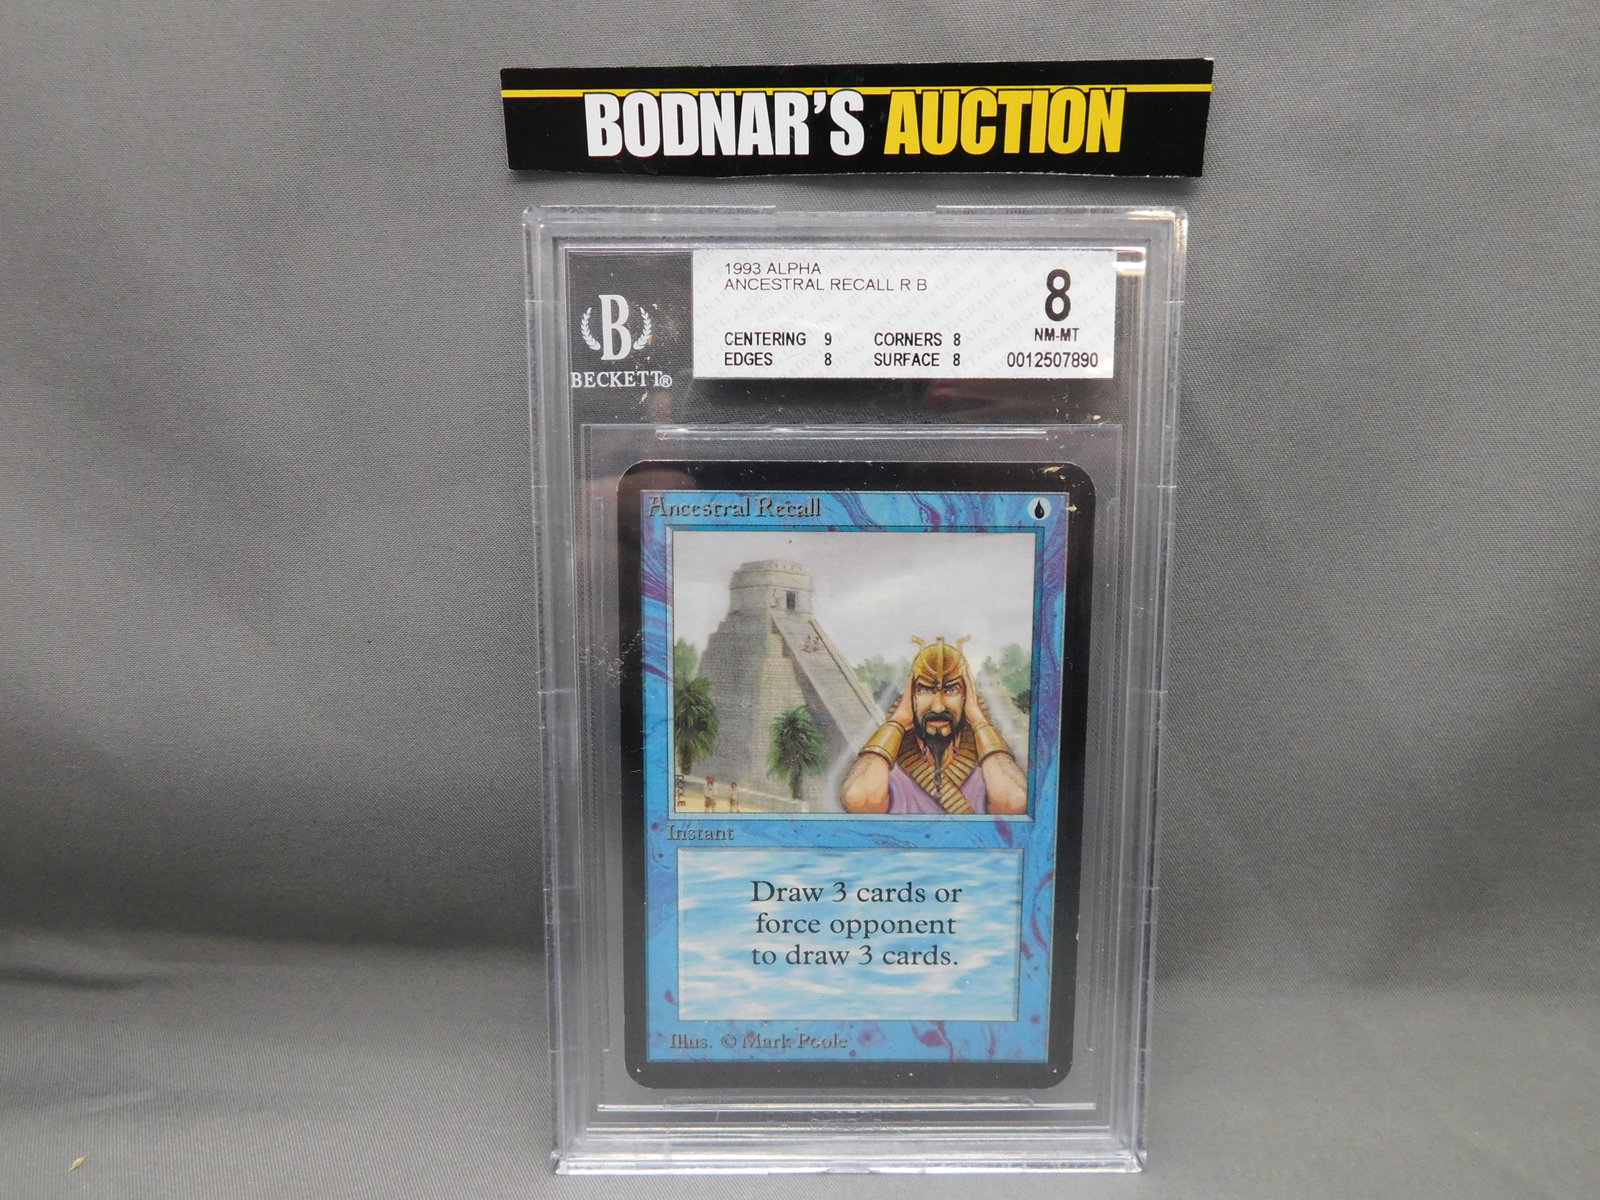 BODNAR'S AUCTION
1993 ALPHA
ANCESTRAL RECALL R B
8
NM-MT
CENTERING 9 CORNERS 8
EDGES 8 SURFACE 8 0012507890
B
BECKETT®
Ancestral Recall
Instant
Draw 3 cards or
force opponent
to draw 3 cards.
Illus. © Mark Poole